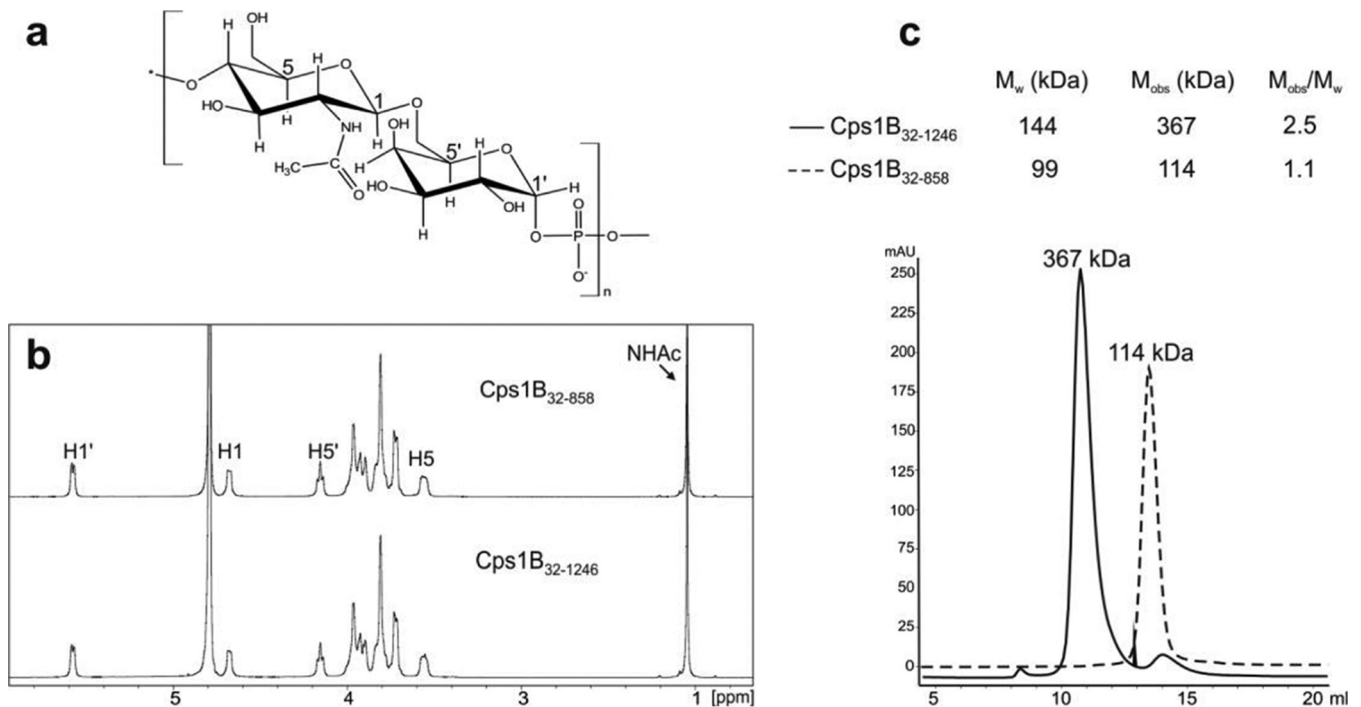 a
OH
H
5
H
O
O
HO
H
H
1
O
NH
OH
H
H
H
5'
O
H₃C
C
O
HO
H
1'
H
OH
H
O
O
P
O
O⁻
n
b
NHAc
Cps1B32-858
H1'
H1
H5'
H5
Cps1B32-1246
5
4
3
1 [ppm]
c
Mw (kDa) Mobs (kDa) Mobs/Mw
Cps1B32-1246 144 367 2.5
Cps1B32-858 99 114 1.1
mAU
367 kDa
250
225
114 kDa
200
175
150
125
100
75
50
25
0
5 10 15 20 ml